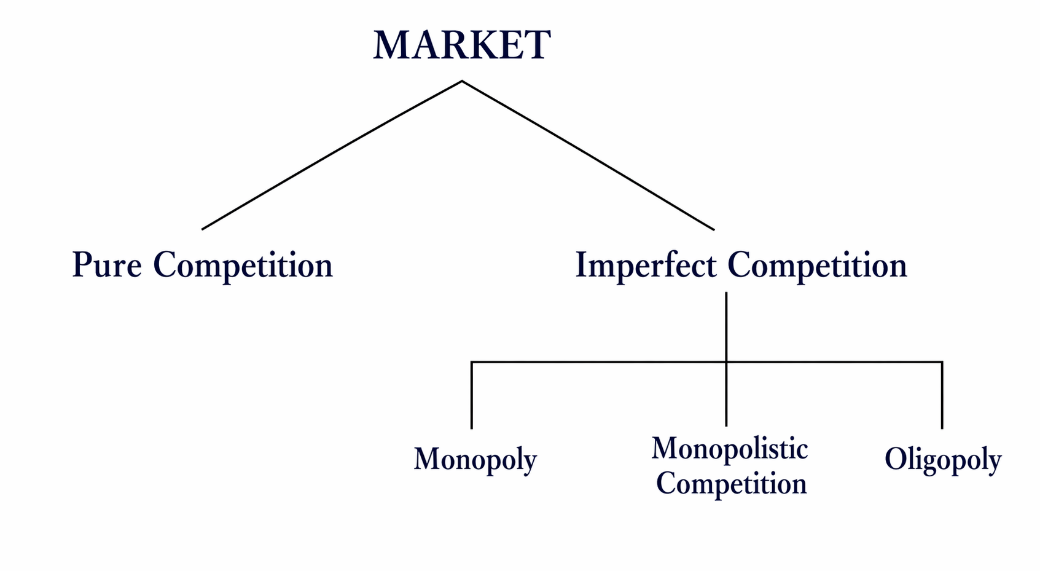 MARKET
Pure Competition
Imperfect Competition
Monopoly
Monopolistic
Competition
Oligopoly